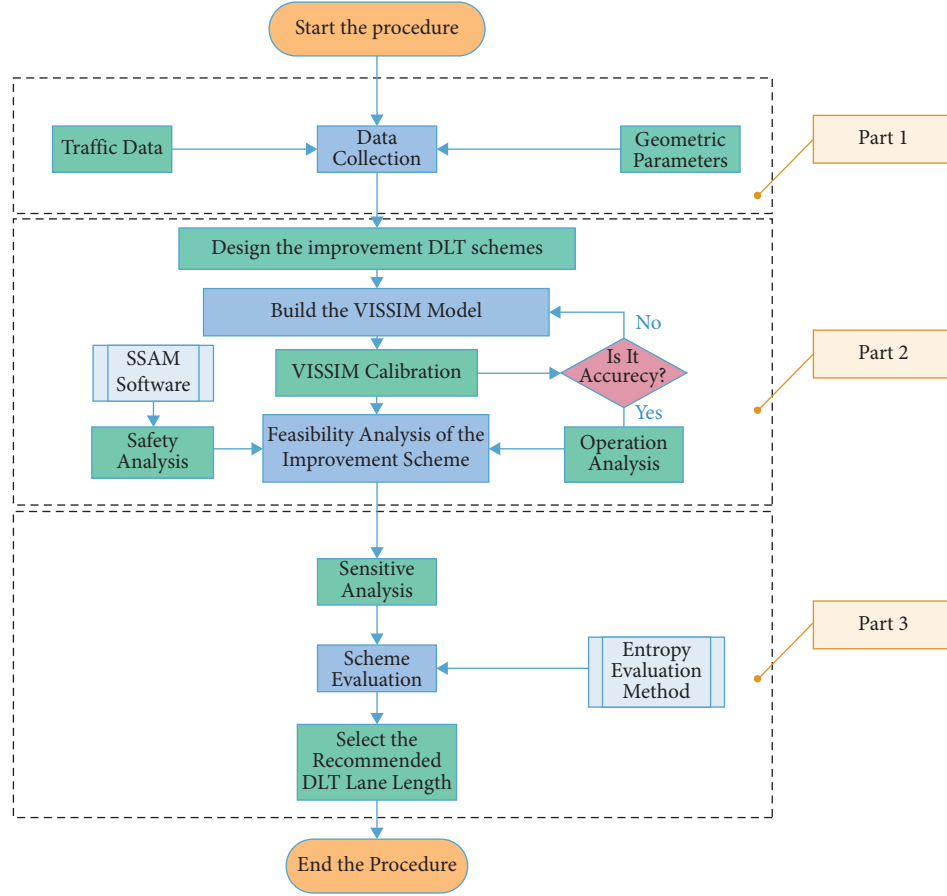 Start the procedure
Traffic Data
Data
Collection
Geometric
Parameters
Part 1
Design the improvement DLT schemes
Build the VISSIM Model
No
SSAM
Software
VISSIM Calibration
Is It
Accurecy?
Part 2
Yes
Safety
Analysis
Feasibility Analysis of the
Improvement Scheme
Operation
Analysis
Sensitive
Analysis
Part 3
Scheme
Evaluation
Entropy
Evaluation
Method
Select the
Recommended
DLT Lane Length
End the Procedure